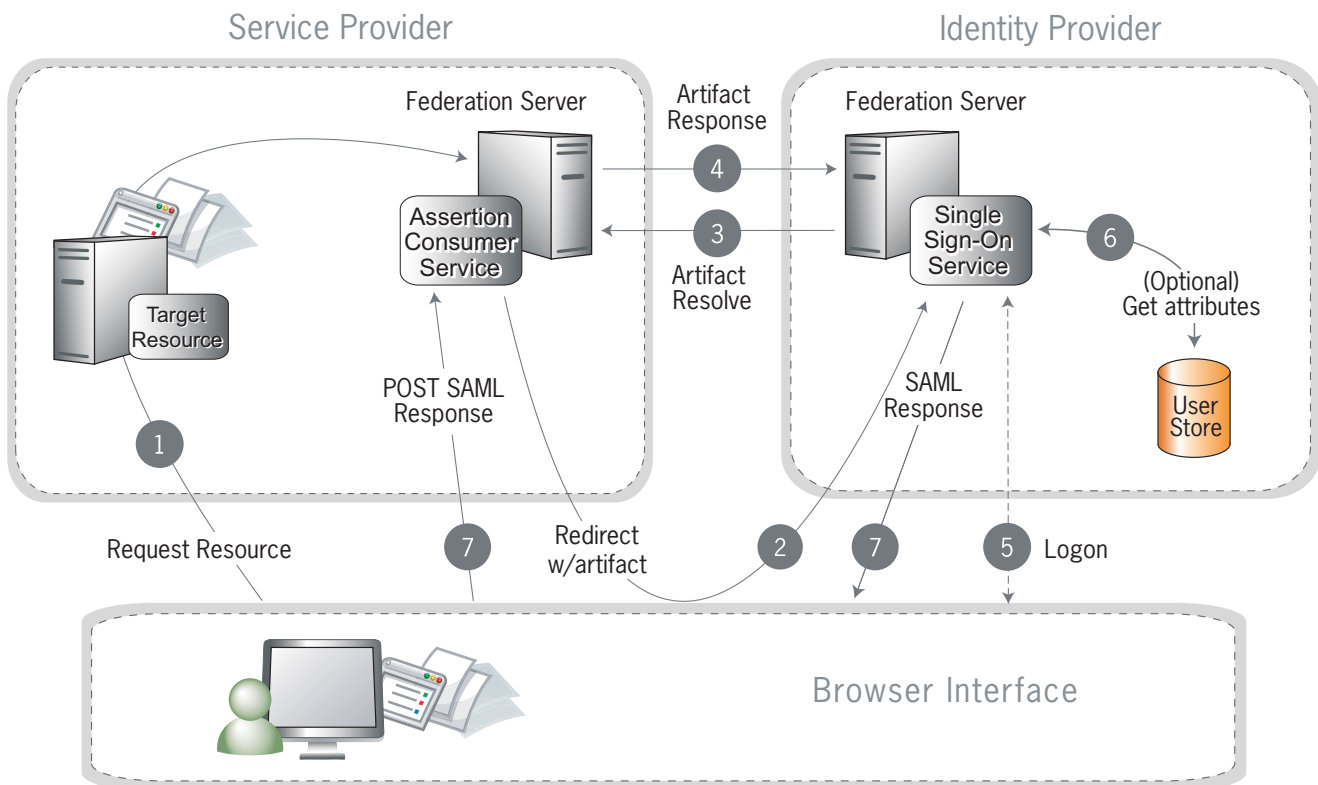 Service Provider
Identity Provider
Federation Server
Artifact
Response
Federation Server
4
Assertion
Consumer
Service
3
Single
Sign-On
Service
6
Artifact
Resolve
(Optional)
Get attributes
Target
Resource
POST SAML
Response
SAML
Response
User
Store
1
Request Resource
7
Redirect
w/artifact
2
7
5
Logon
Browser Interface